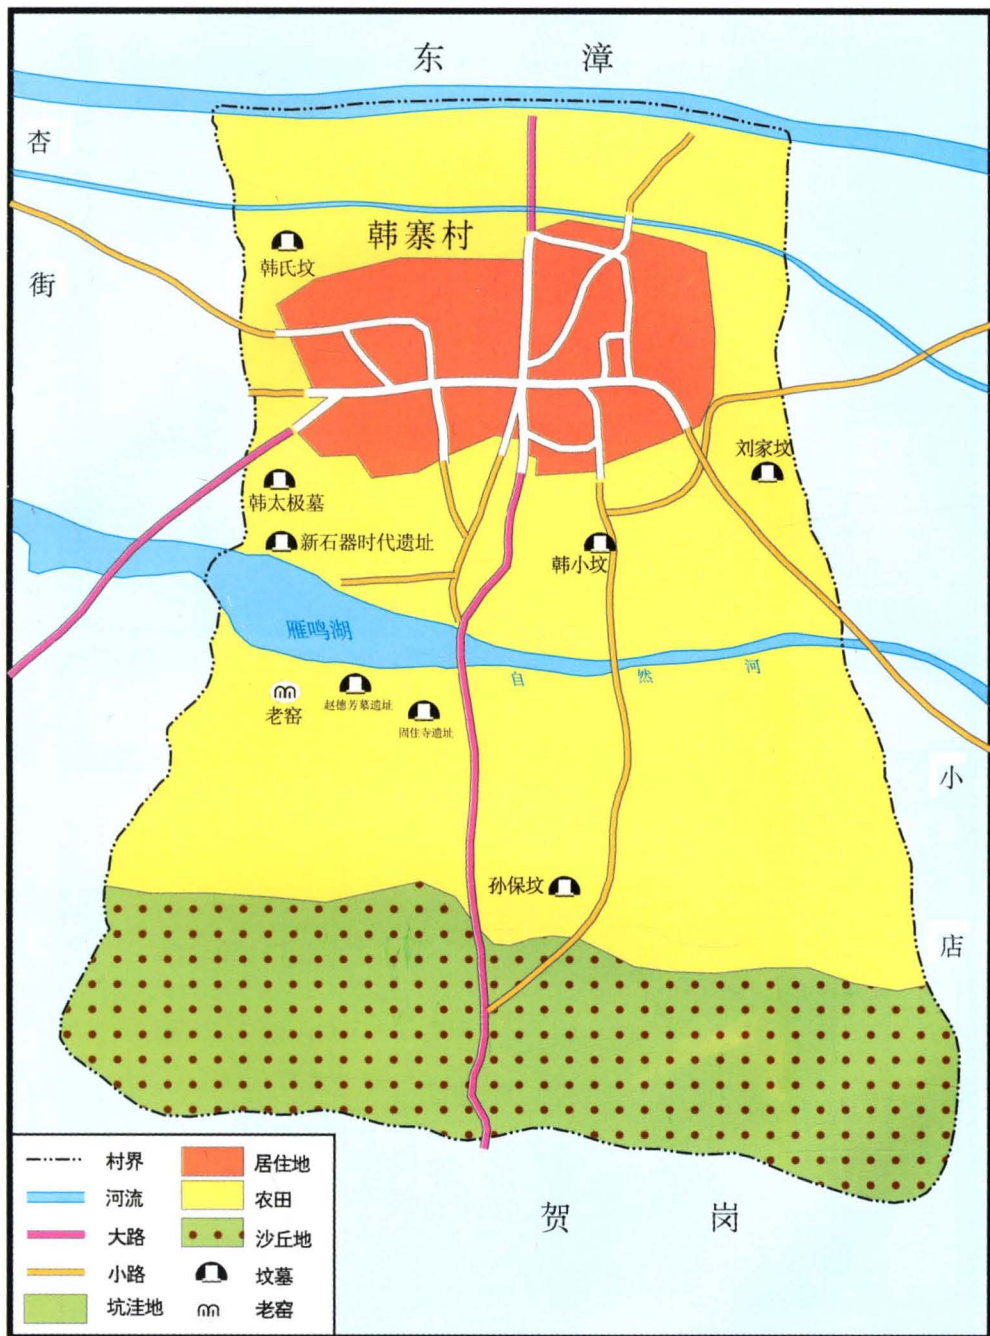 东漳
杏街
韩寨村
韩氏坟
刘家坟
韩太极墓
新石器时代遗址
韩小坟
雁鸣湖
自然河
老窑
赵德芳墓遗址
固住寺遗址
小店
孙保坟
贺岗
村界
居住地
河流
农田
大路
沙丘地
小路
坟墓
坑洼地
老窑